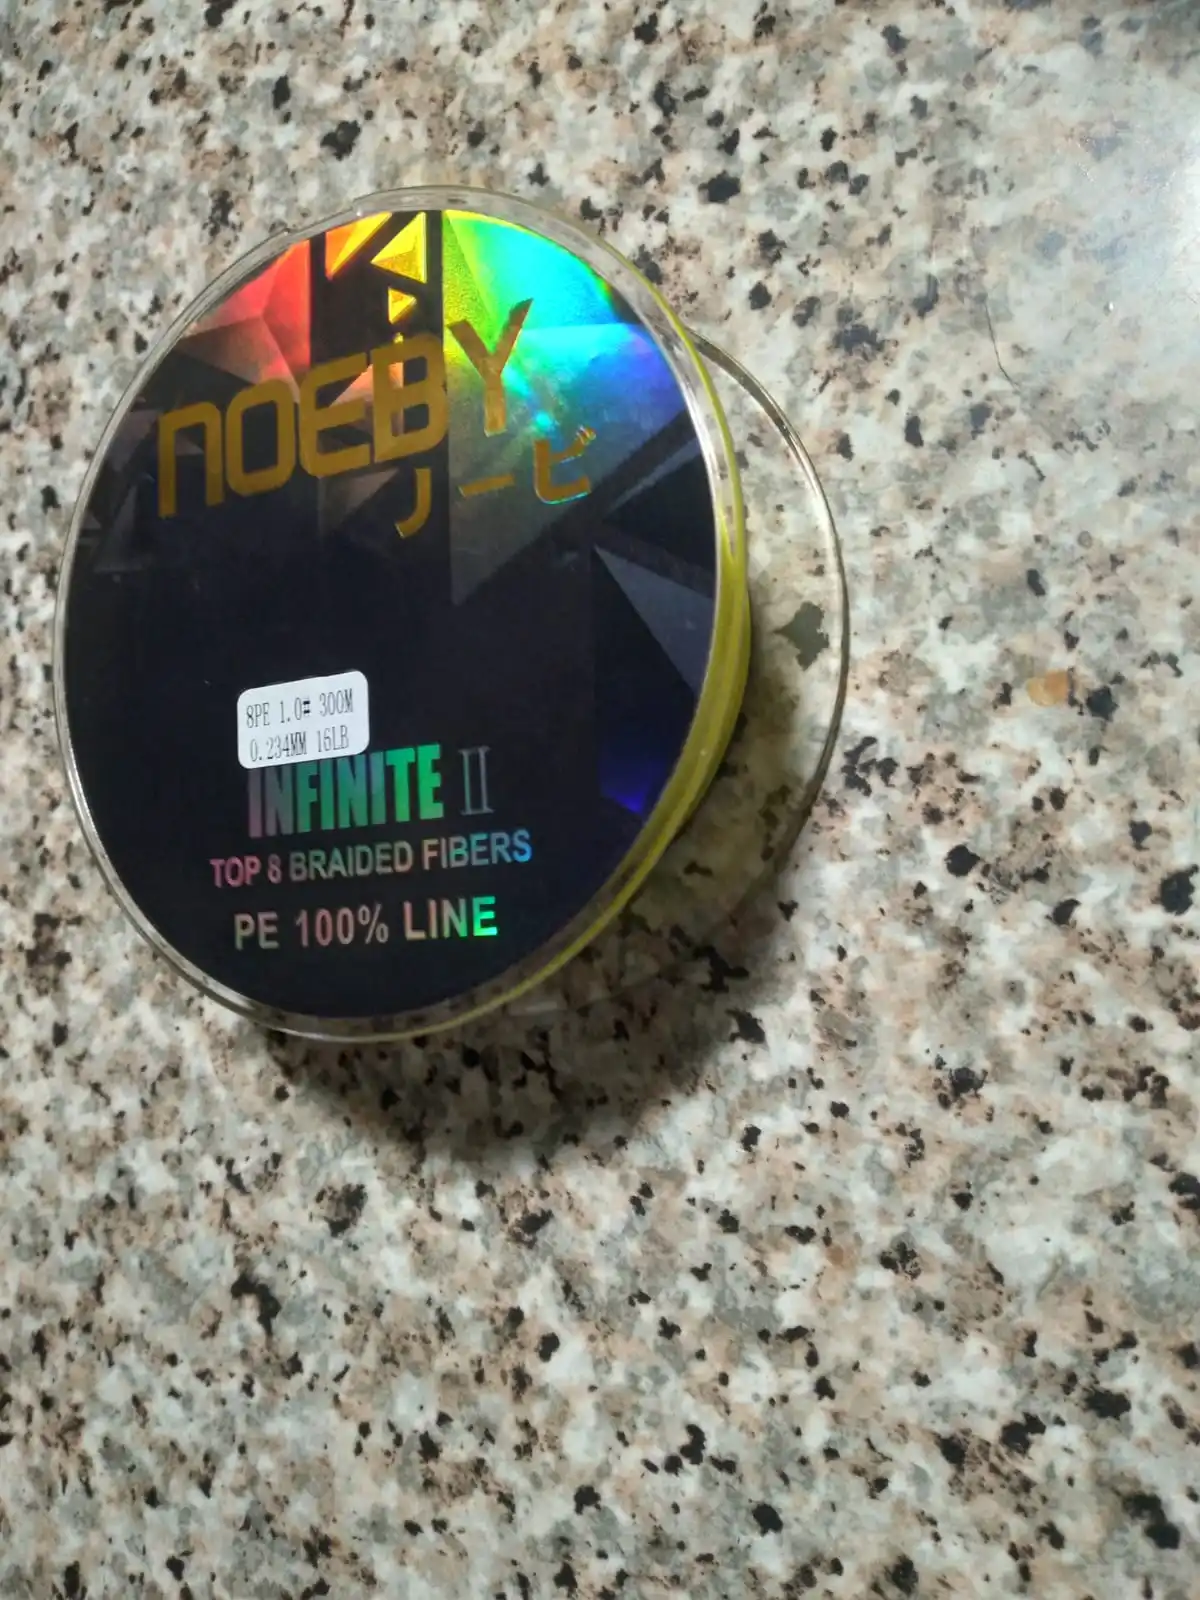 NOEBY
ノービ
8PE 1.0# 300M
0.234MM 16LB
INFINITE II
TOP 8 BRAIDED FIBERS
PE 100% LINE